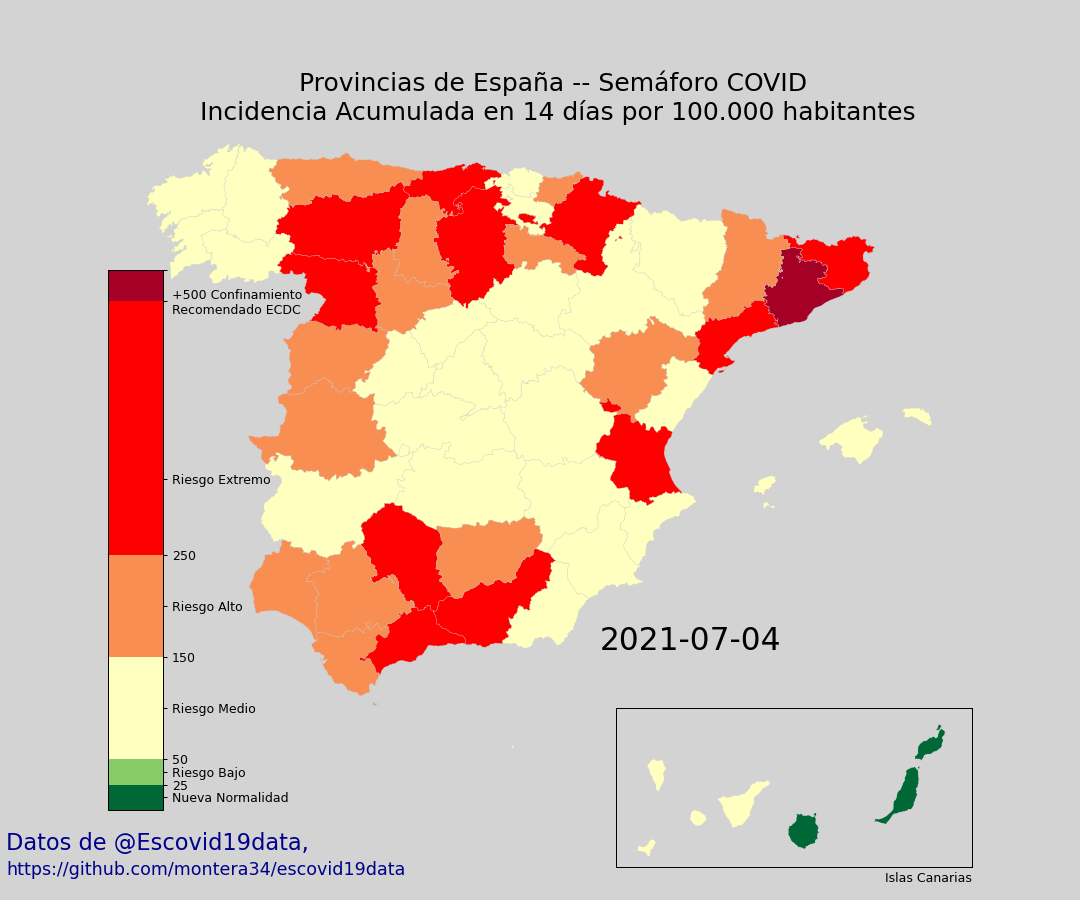 Provincias de España -- Semáforo COVID
Incidencia Acumulada en 14 días por 100.000 habitantes
+500 Confinamiento
Recomendado ECDC
Riesgo Extremo
250
Riesgo Alto
150
Riesgo Medio
50
Riesgo Bajo
25
Nueva Normalidad
2021-07-04
Islas Canarias
Datos de @Escovid19data,
https://github.com/montera34/escovid19data